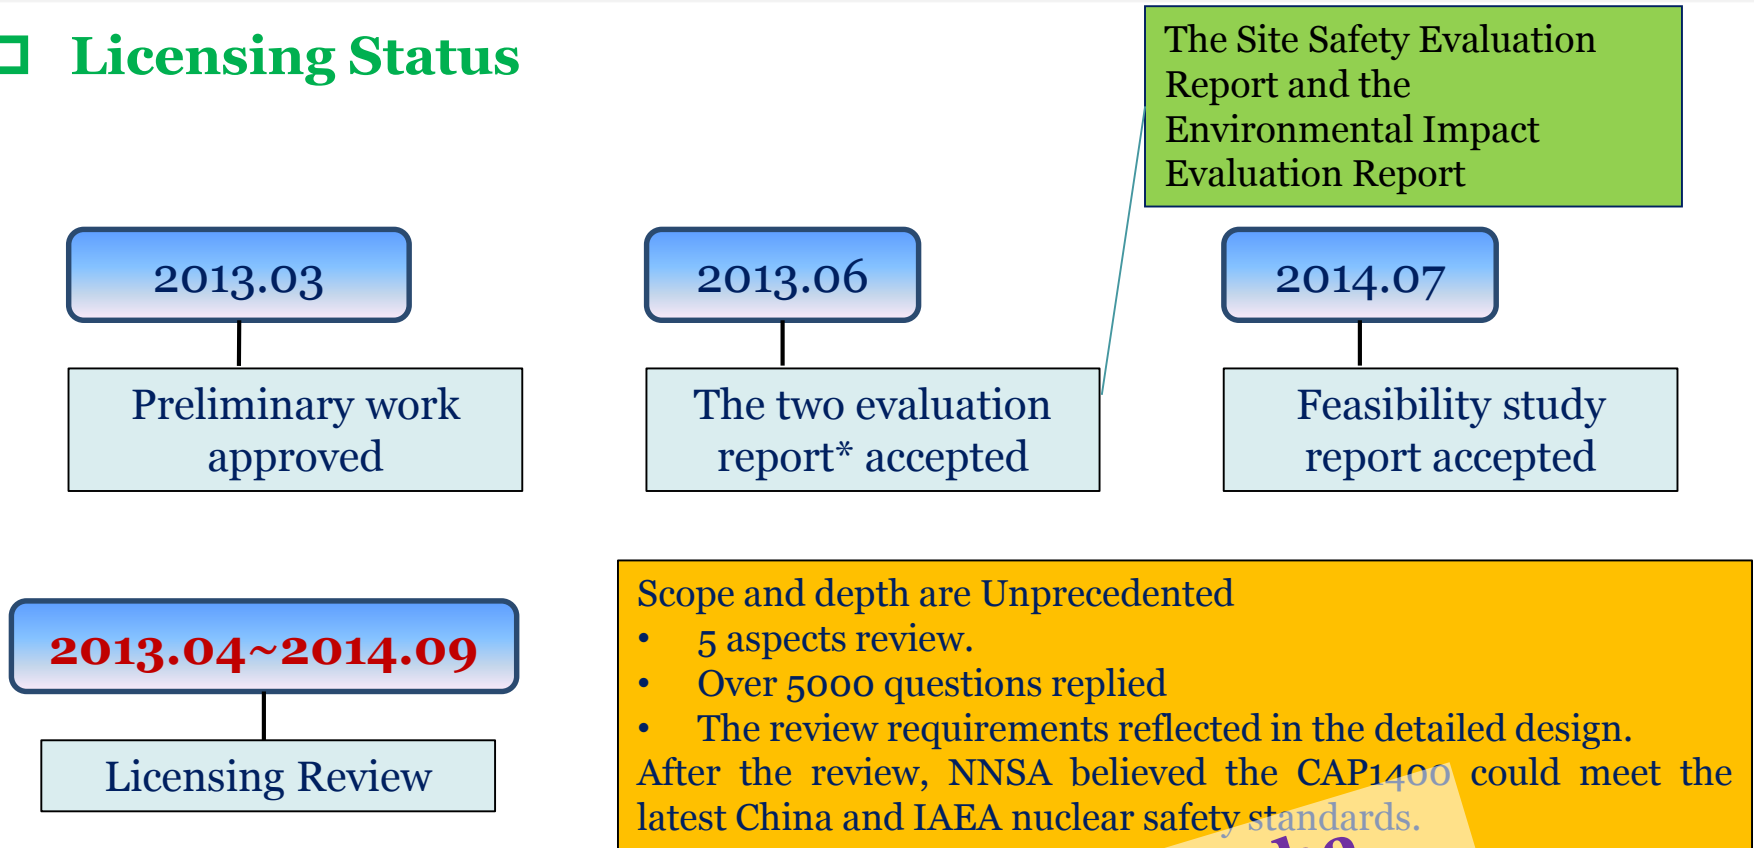 Licensing Status
The Site Safety Evaluation
Report and the
Environmental Impact
Evaluation Report
2013.03
2013.06
2014.07
Preliminary work
approved
The two evaluation
report* accepted
Feasibility study
report accepted
2013.04~2014.09
Licensing Review
Scope and depth are Unprecedented
• 5 aspects review.
• Over 5000 questions replied
• The review requirements reflected in the detailed design.
After the review, NNSA believed the CAP1400 could meet the
latest China and IAEA nuclear safety standards.